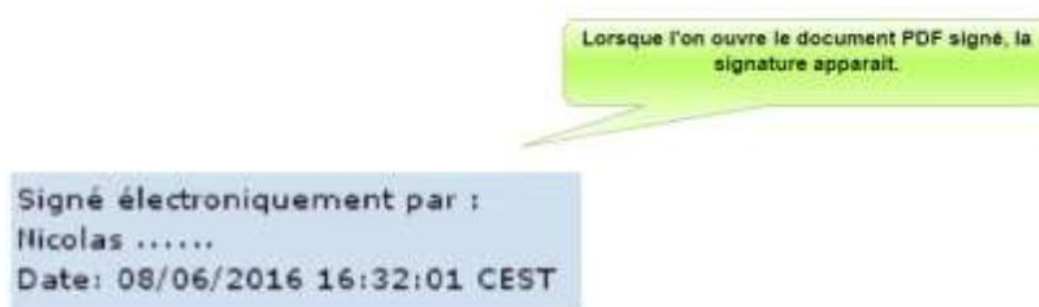 Lorsque l'on ouvre le document PDF signé, la
signature apparait.
Signé électroniquement par :
Nicolas ......
Date: 08/06/2016 16:32:01 CEST